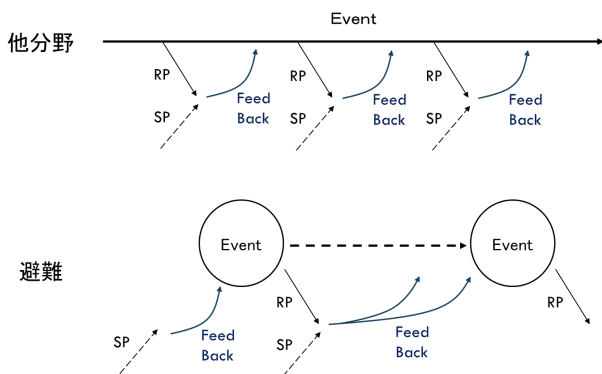 Event
他分野
RP
SP
Feed
Back
RP
SP
Feed
Back
RP
SP
Feed
Back
避難
Event
Event
SP
Feed
Back
RP
SP
Feed
Back
RP